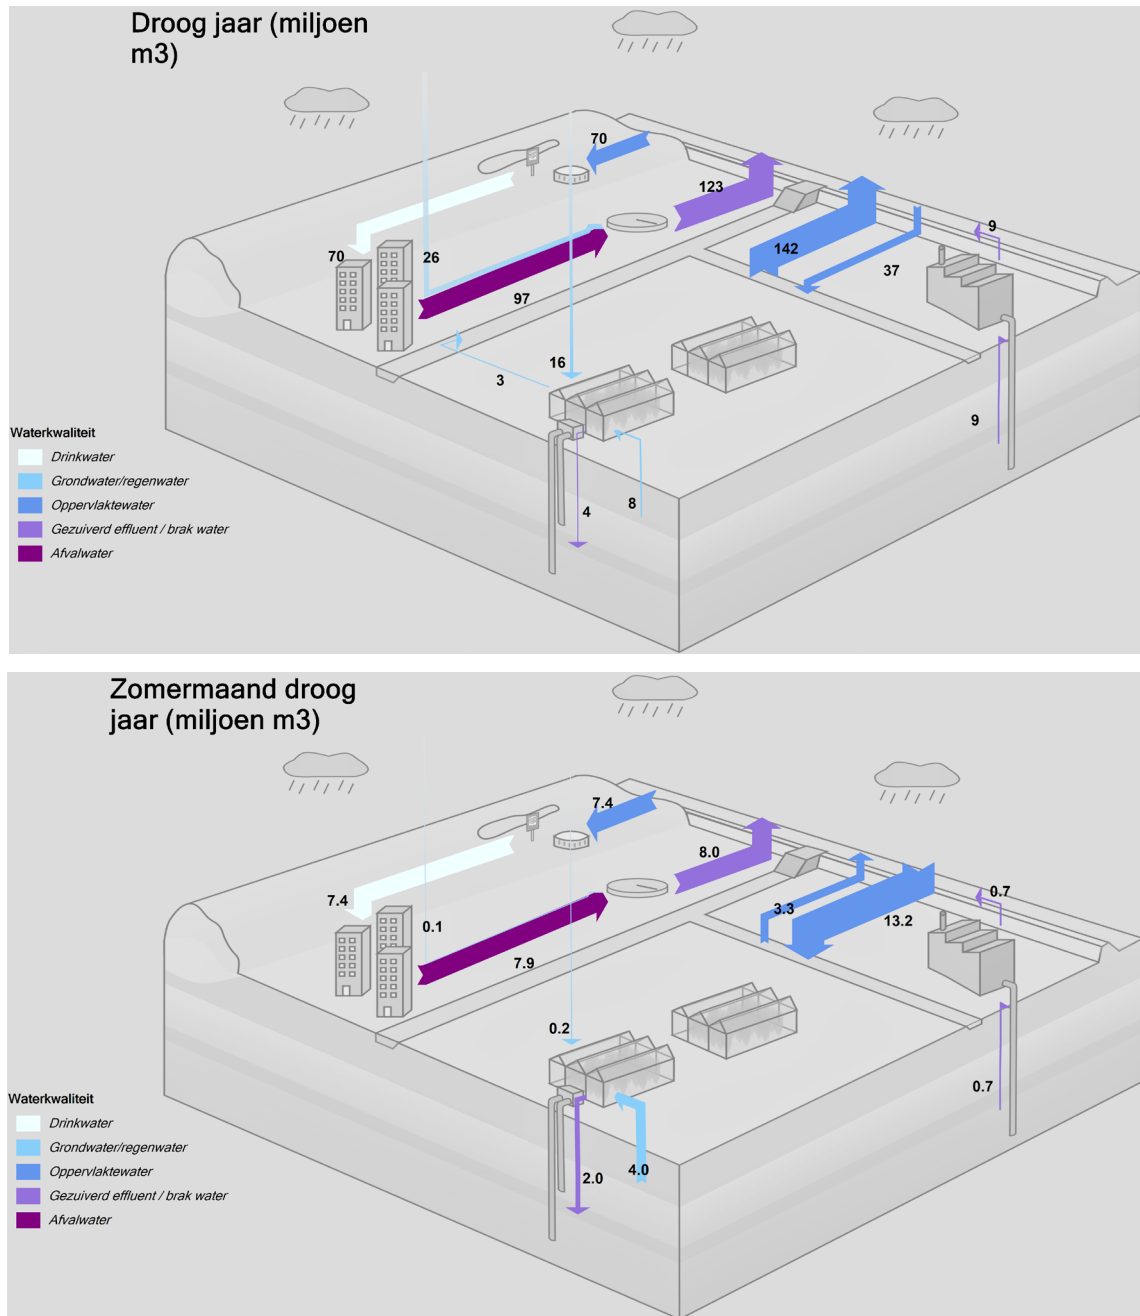 Droog jaar (miljoen
m3)
70
123
9
70
26
142
37
97
16
3
9
8
4
Waterkwaliteit
Drinkwater
Grondwater/regenwater
Oppervlaktewater
Gezuiverd effluent / brak water
Afvalwater
Zomermaand droog
jaar (miljoen m3)
7.4
8.0
0.7
7.4
0.1
3.3
13.2
7.9
0.2
0.7
4.0
2.0
Waterkwaliteit
Drinkwater
Grondwater/regenwater
Oppervlaktewater
Gezuiverd effluent / brak water
Afvalwater